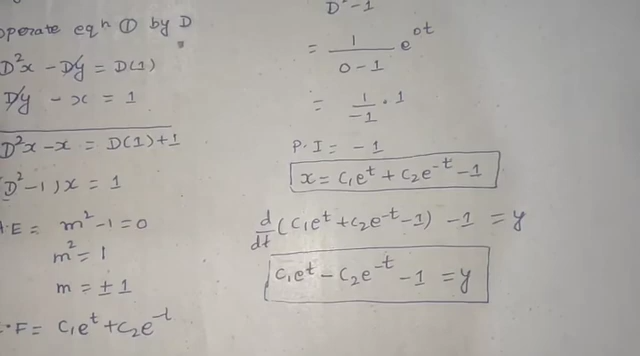 operate eqn ① by D
D²x - Dy = D(1)
Dy - x = 1
D²x - x = D(1) + 1
(D² - 1) x = 1
A.E = m² - 1 = 0
m² = 1
m = ± 1
C.F = C₁eᵗ + C₂e⁻ᵗ
D² - 1
= 1/(0 - 1) e⁰ᵗ
= 1/-1 · 1
P.I = -1
x = C₁eᵗ + C₂e⁻ᵗ - 1
d/dt (C₁eᵗ + C₂e⁻ᵗ - 1) - 1 = y
C₁eᵗ - C₂e⁻ᵗ - 1 = y